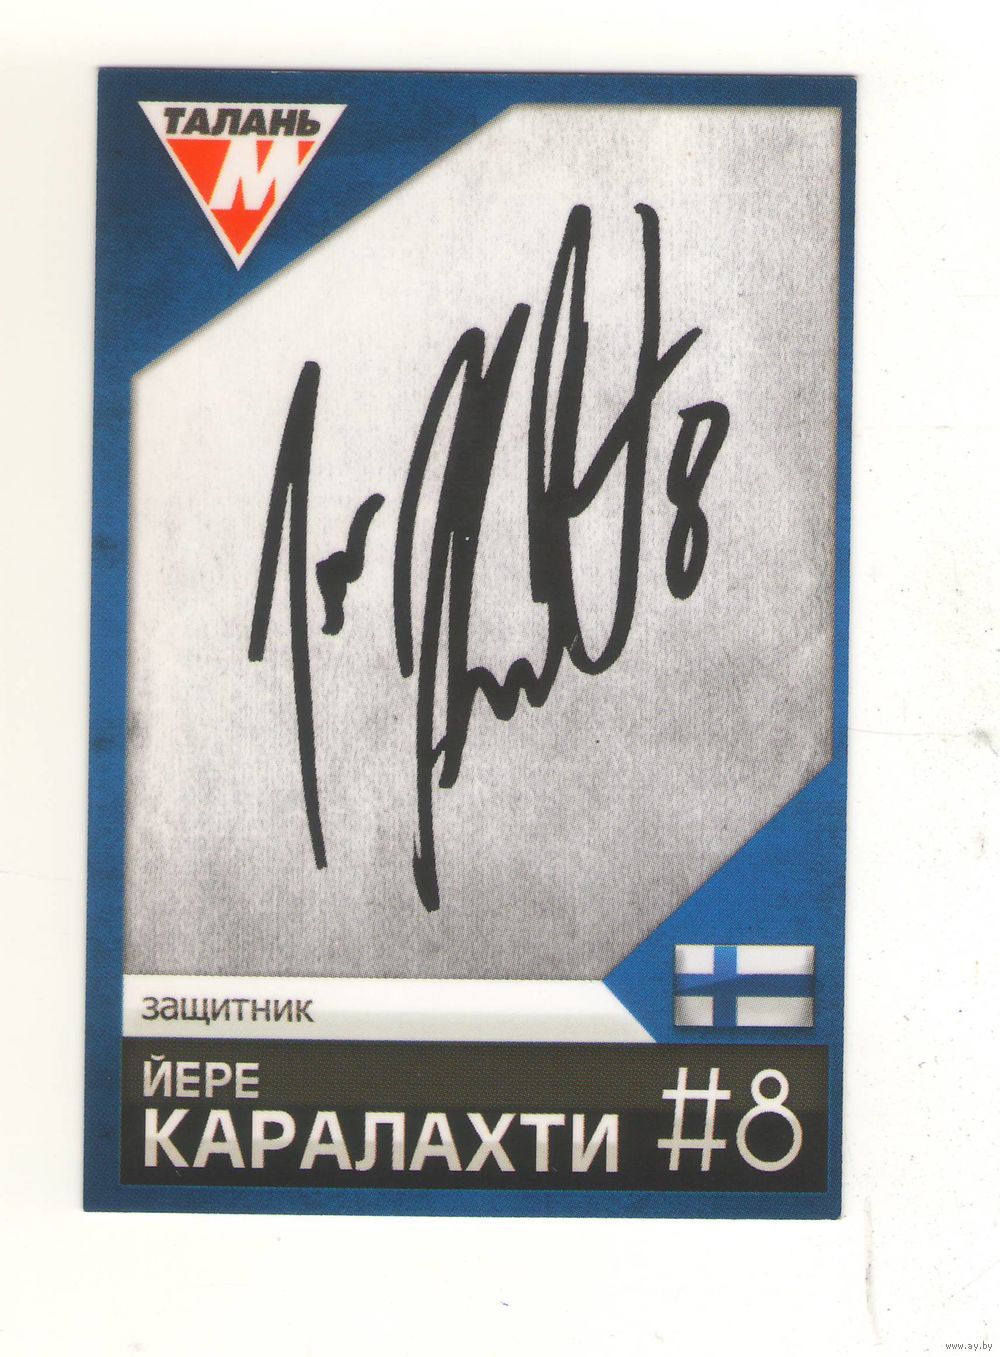 ТАЛАНЬ
М
8
защитник
ЙЕРЕ
КАРАЛАХТИ
#8
www.ay.by